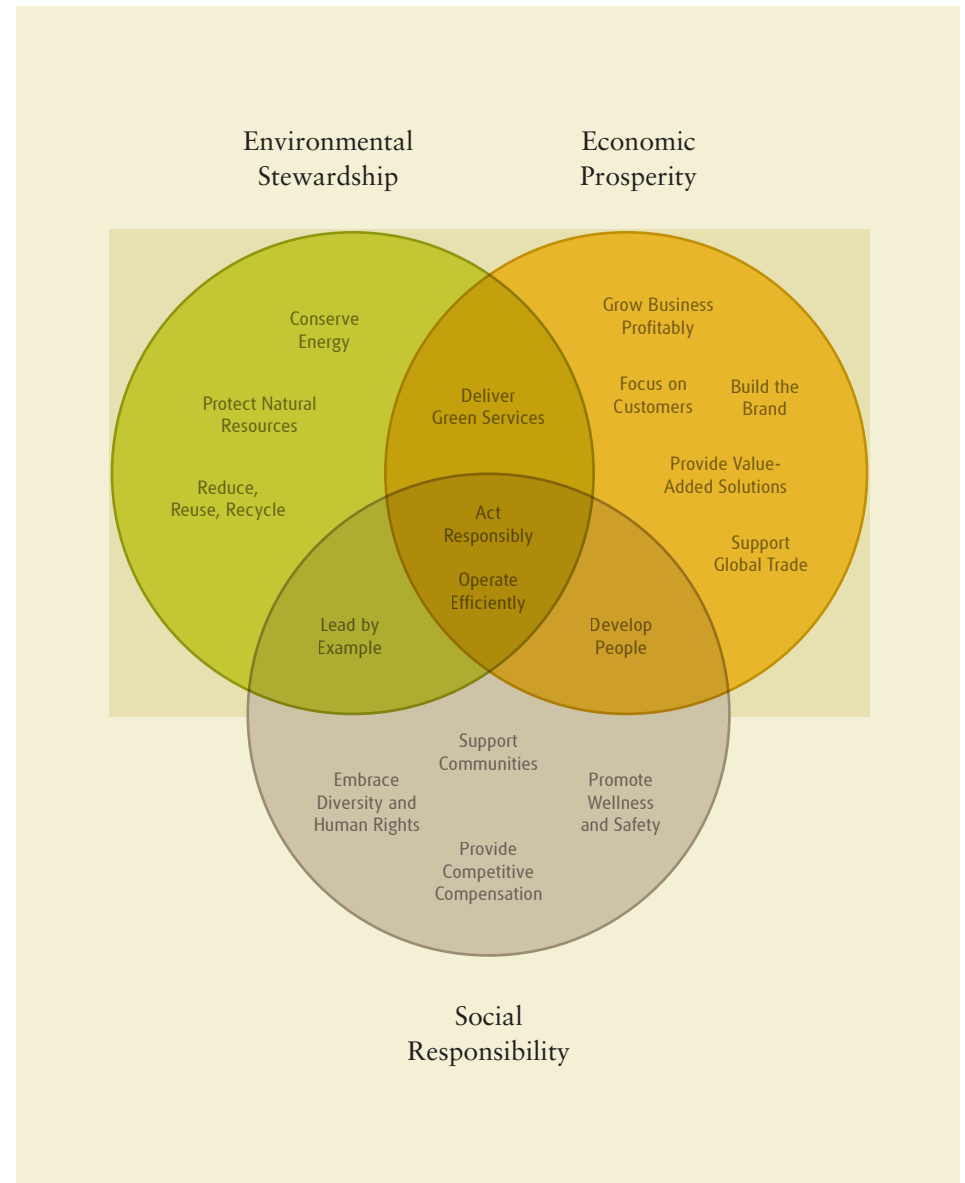 Environmental
Stewardship
Economic
Prosperity
Conserve
Energy
Protect Natural
Resources
Reduce,
Reuse, Recycle
Deliver
Green Services
Grow Business
Profitably
Focus on
Customers
Build the
Brand
Provide Value-
Added Solutions
Support
Global Trade
Act
Responsibly
Operate
Efficiently
Lead by
Example
Develop
People
Support
Communities
Embrace
Diversity and
Human Rights
Promote
Wellness
and Safety
Provide
Competitive
Compensation
Social
Responsibility